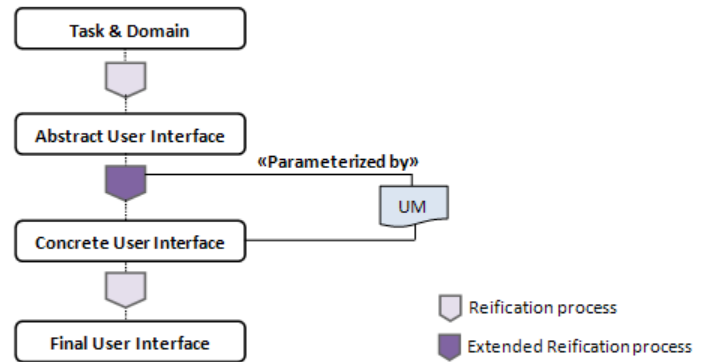 Task & Domain
Abstract User Interface
«Parameterized by»
UM
Concrete User Interface
Reification process
Final User Interface
Extended Reification process